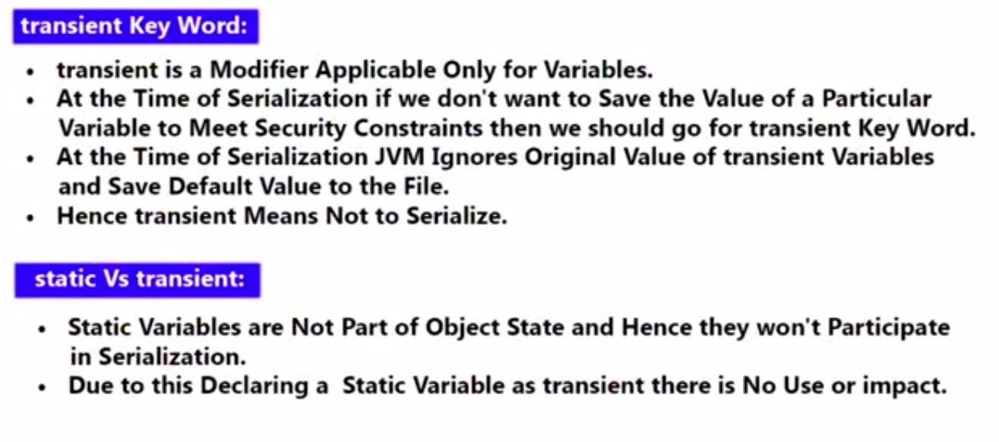 transient Key Word:
• transient is a Modifier Applicable Only for Variables.
• At the Time of Serialization if we don't want to Save the Value of a Particular
Variable to Meet Security Constraints then we should go for transient Key Word.
• At the Time of Serialization JVM Ignores Original Value of transient Variables
and Save Default Value to the File.
• Hence transient Means Not to Serialize.
static Vs transient:
• Static Variables are Not Part of Object State and Hence they won't Participate
in Serialization.
• Due to this Declaring a Static Variable as transient there is No Use or impact.